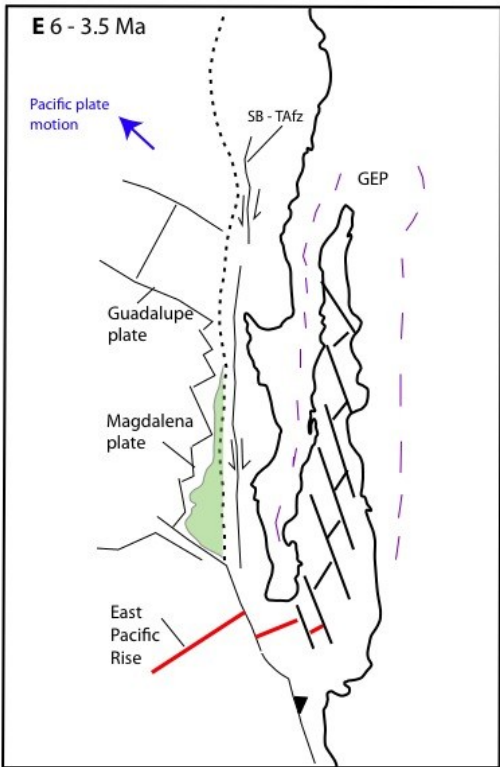 E 6 - 3.5 Ma
Pacific plate
motion
SB - TAfz
GEP
Guadalupe
plate
Magdalena
plate
East
Pacific
Rise